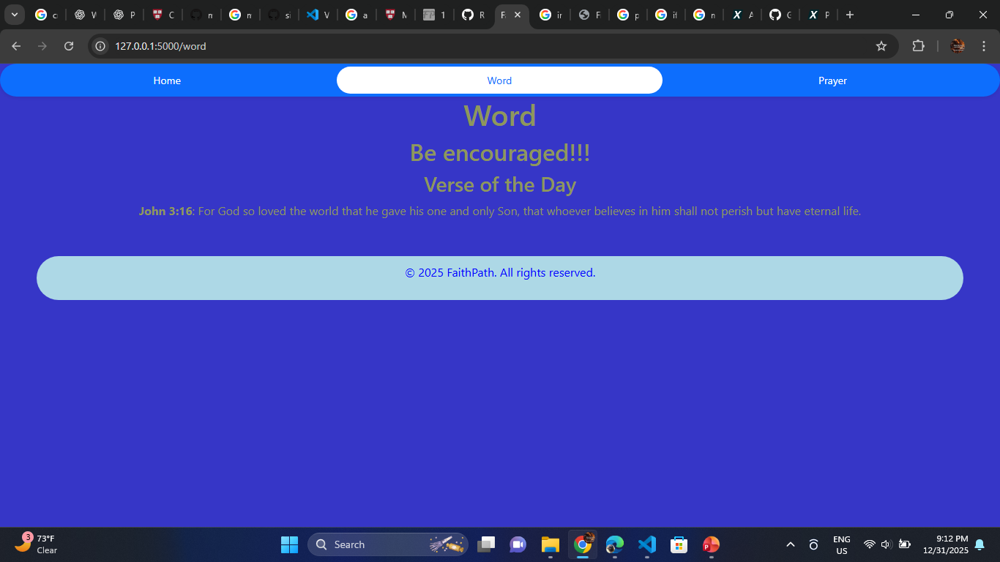 127.0.0.1:5000/word
Home Word Prayer
Word
Be encouraged!!!
Verse of the Day
John 3:16: For God so loved the world that he gave his one and only Son, that whoever believes in him shall not perish but have eternal life.
© 2025 FaithPath. All rights reserved.
3
73°F
Clear
Search
ENG
US
9:12 PM
12/31/2025